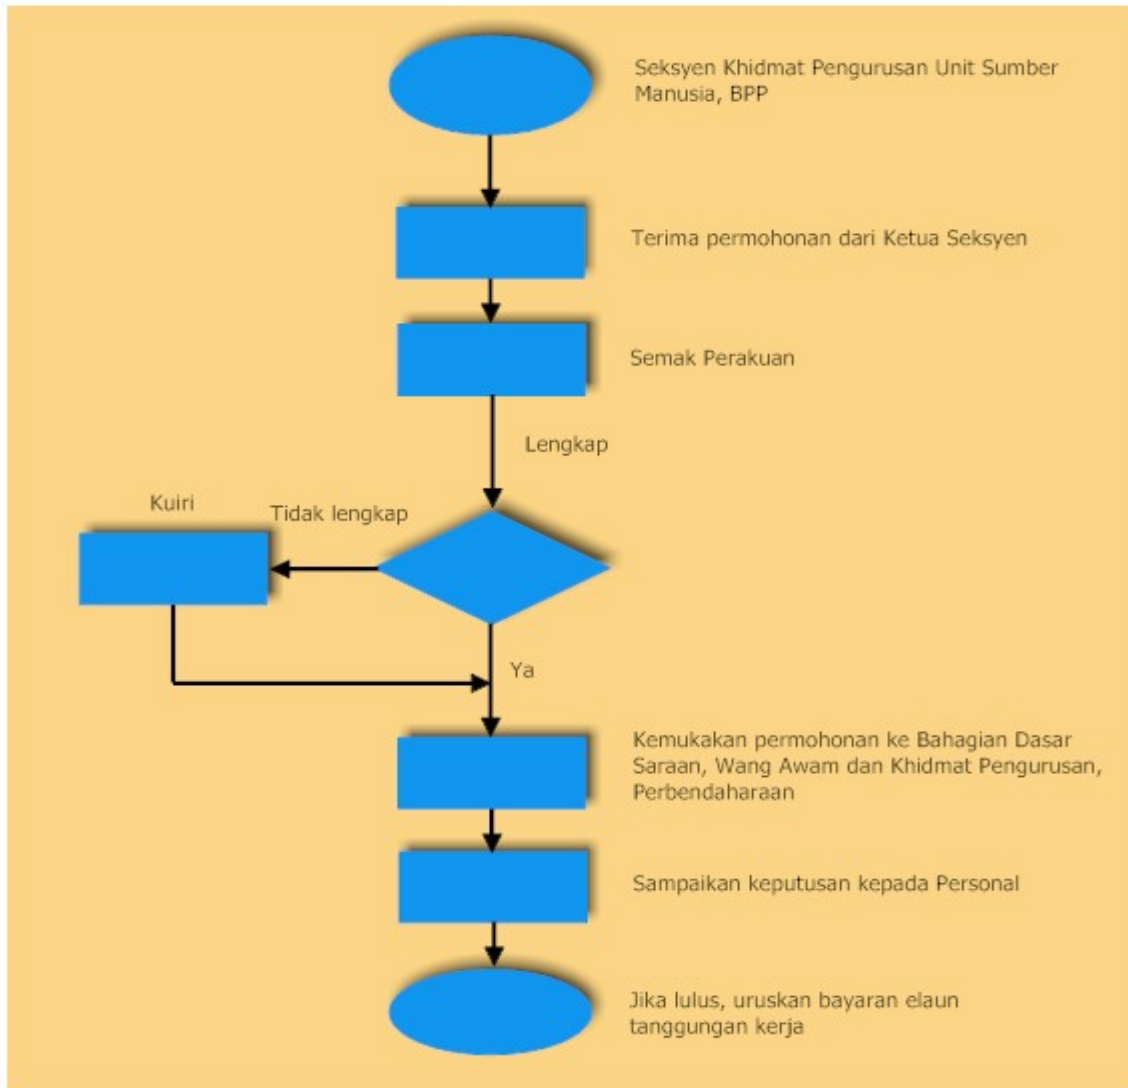 Seksyen Khidmat Pengurusan Unit Sumber
Manusia, BPP
Terima permohonan dari Ketua Seksyen
Semak Perakuan
Lengkap
Kuiri
Tidak lengkap
Ya
Kemukakan permohonan ke Bahagian Dasar
Saraan, Wang Awam dan Khidmat Pengurusan,
Perbendaharaan
Sampaikan keputusan kepada Personal
Jika lulus, uruskan bayaran elaun
tanggungan kerja